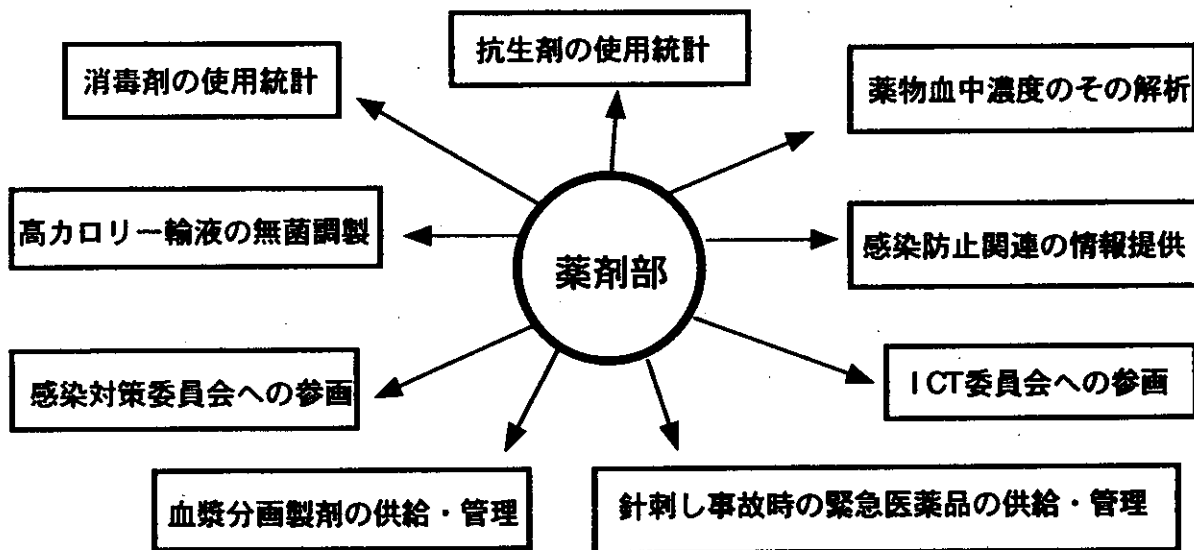 抗生剤の使用統計
消毒剤の使用統計
薬物血中濃度のその解析
高カロリー輸液の無菌調製
薬剤部
感染防止関連の情報提供
感染対策委員会への参画
ICT委員会への参画
血漿分画製剤の供給・管理
針刺し事故時の緊急医薬品の供給・管理